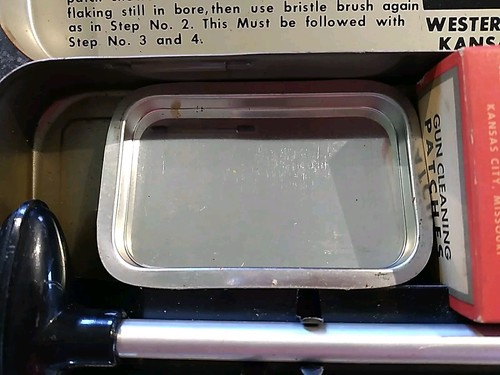 flaking still in bore, then use bristle brush again
as in Step No. 2. This Must be followed with
Step No. 3 and 4.
WESTER
KANS
GUN CLEANING
PATCHES
KANSAS CITY, MISSOURI